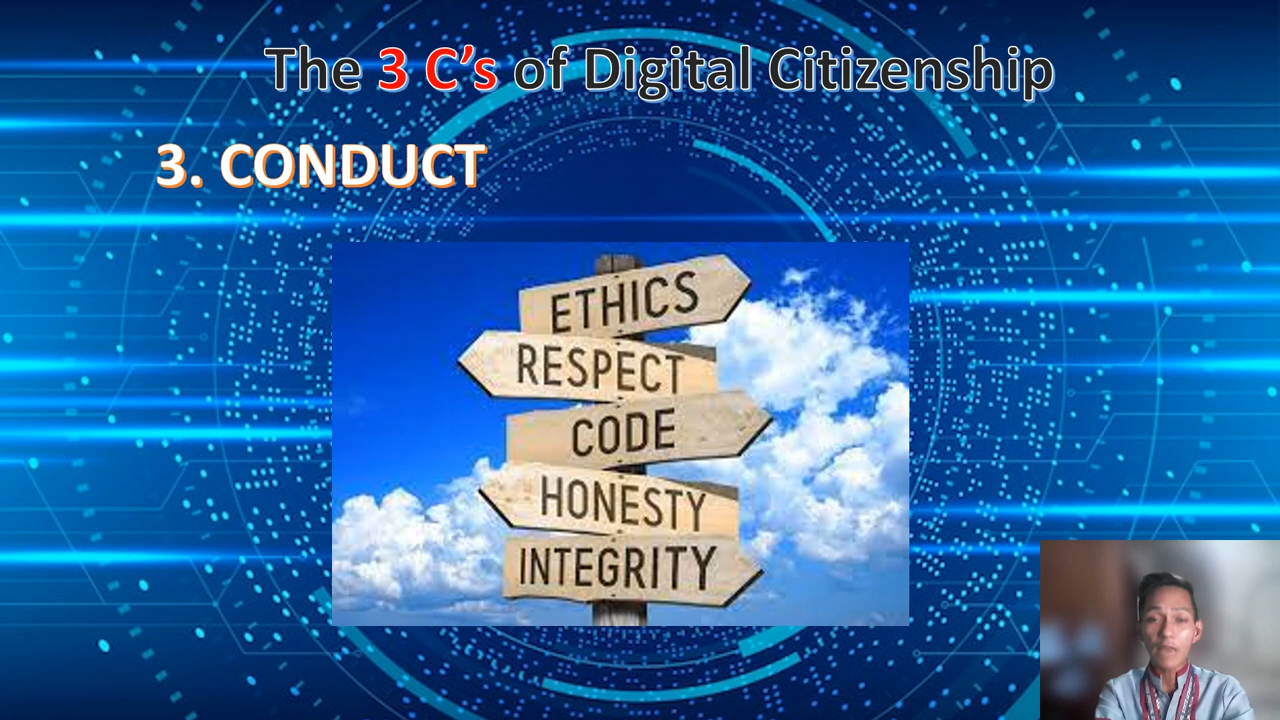 The 3 C’s of Digital Citizenship
3. CONDUCT
ETHICS
RESPECT
CODE
HONESTY
INTEGRITY